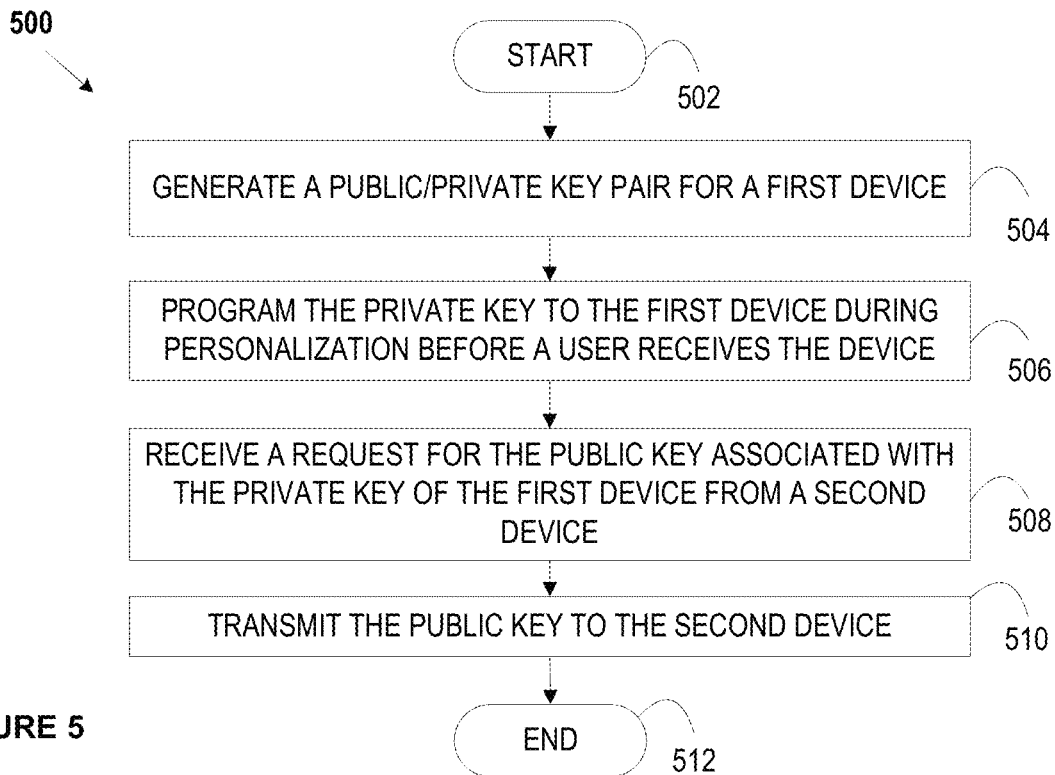 500
START
502
GENERATE A PUBLIC/PRIVATE KEY PAIR FOR A FIRST DEVICE
504
PROGRAM THE PRIVATE KEY TO THE FIRST DEVICE DURING
PERSONALIZATION BEFORE A USER RECEIVES THE DEVICE
506
RECEIVE A REQUEST FOR THE PUBLIC KEY ASSOCIATED WITH
THE PRIVATE KEY OF THE FIRST DEVICE FROM A SECOND
DEVICE
508
TRANSMIT THE PUBLIC KEY TO THE SECOND DEVICE
510
URE 5
END
512